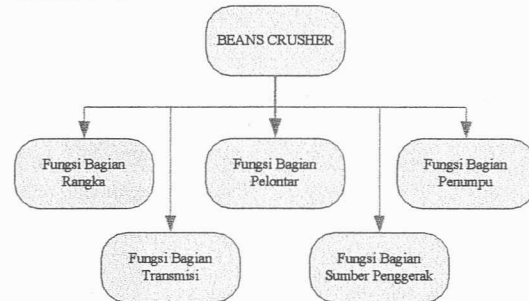 BEANS CRUSHER
Fungsi Bagian
Rangka
Fungsi Bagian
Pelontar
Fungsi Bagian
Penumpu
Fungsi Bagian
Transmisi
Fungsi Bagian
Sumber Penggerak